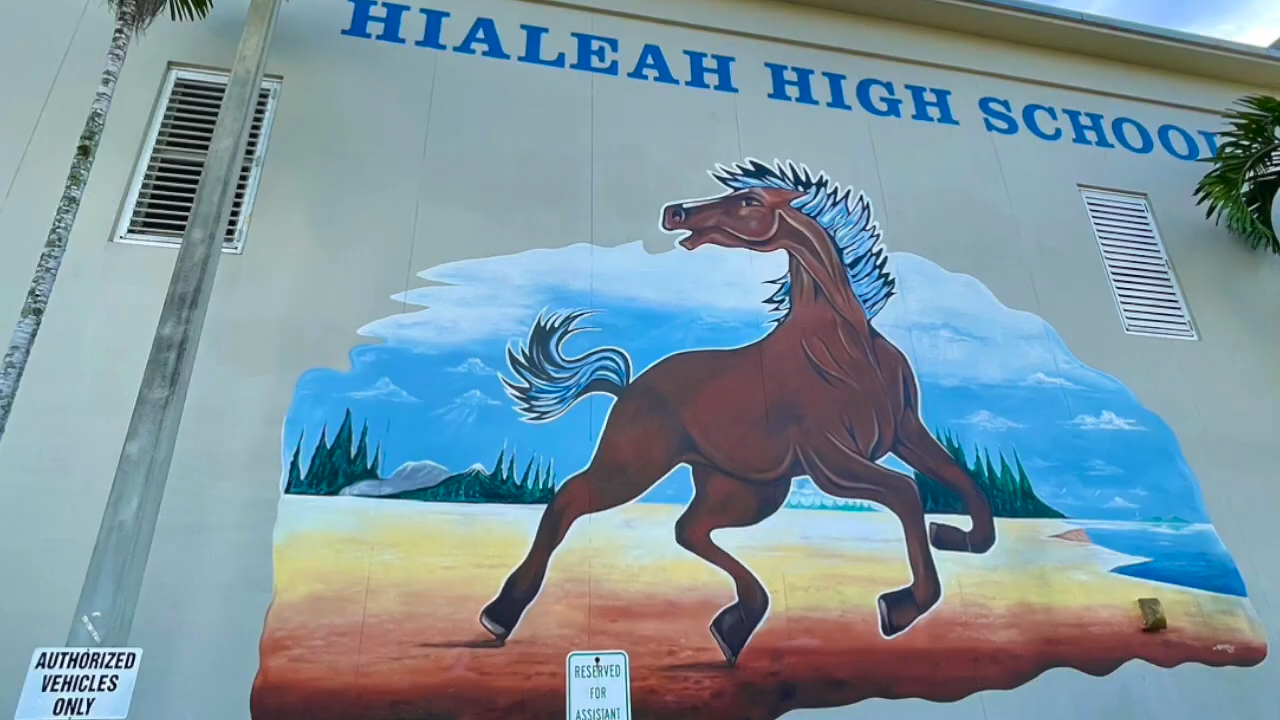 HIALEAH HIGH SCHOOL
AUTHORIZED
VEHICLES
ONLY
RESERVED
FOR
ASSISTANT